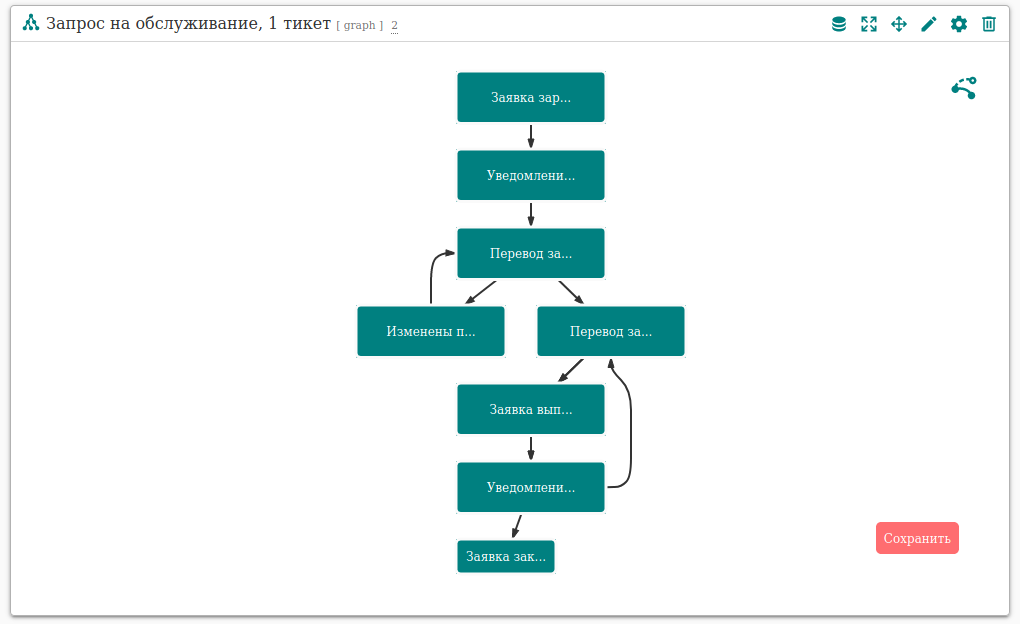 Запрос на обслуживание, 1 тикет [ graph ] 2
Заявка зар...
Уведомлени...
Перевод за...
Изменены п...
Перевод за...
Заявка вып...
Уведомлени...
Сохранить
Заявка зак...